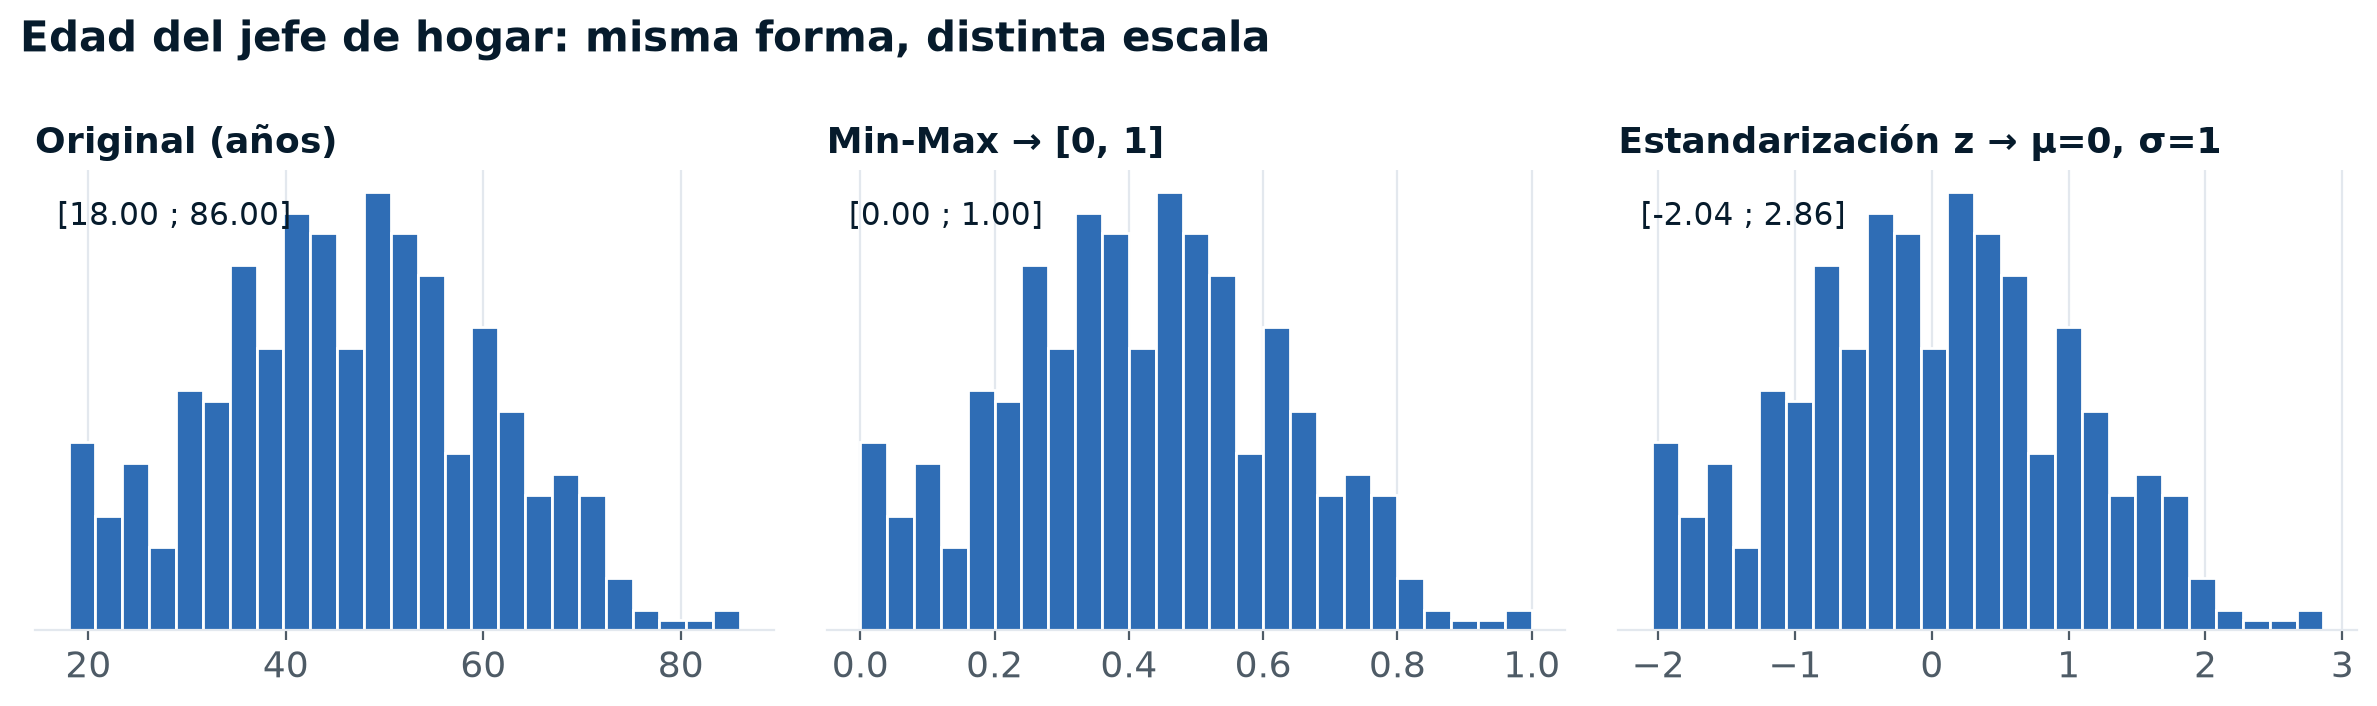 Edad del jefe de hogar: misma forma, distinta escala
Original (años)
[18.00 ; 86.00]
20 40 60 80
Min-Max → [0, 1]
[0.00 ; 1.00]
0.0 0.2 0.4 0.6 0.8 1.0
Estandarización z → μ=0, σ=1
[-2.04 ; 2.86]
−2 −1 0 1 2 3